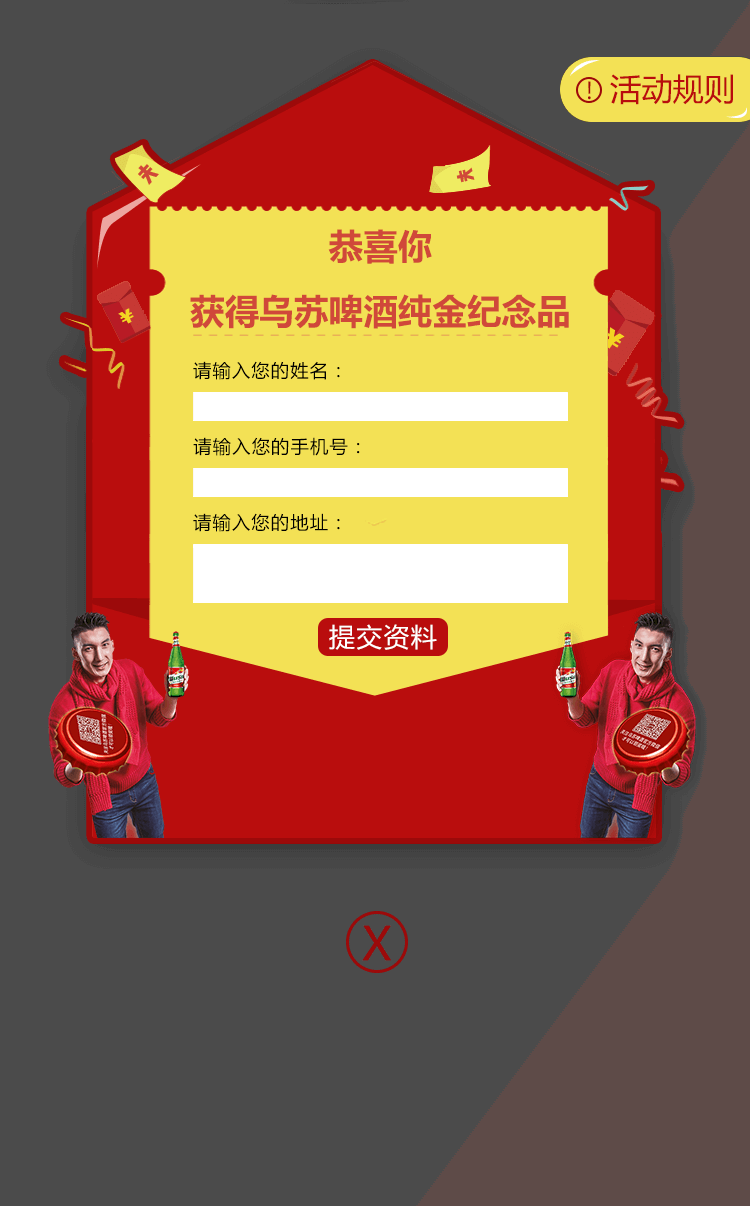 活动规则
恭喜你
获得乌苏啤酒纯金纪念品
请输入您的姓名：
请输入您的手机号：
请输入您的地址：
提交资料
X